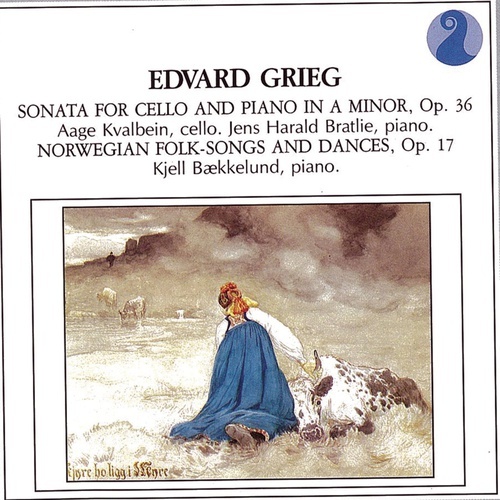 EDVARD GRIEG
SONATA FOR CELLO AND PIANO IN A MINOR, Op. 36
Aage Kvalbein, cello. Jens Harald Bratlie, piano.
NORWEGIAN FOLK-SONGS AND DANCES, Op. 17
Kjell Bækkelund, piano.